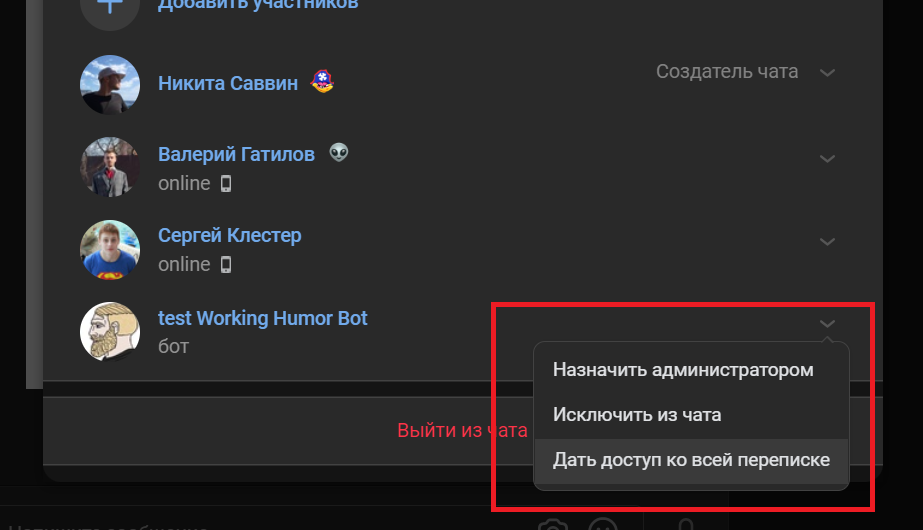 Добавить участников
Никита Саввин
Создатель чата
Валерий Гатилов
online
Сергей Клестер
online
test Working Humor Bot
бот
Назначить администратором
Исключить из чата
Выйти из чата
Дать доступ ко всей переписке